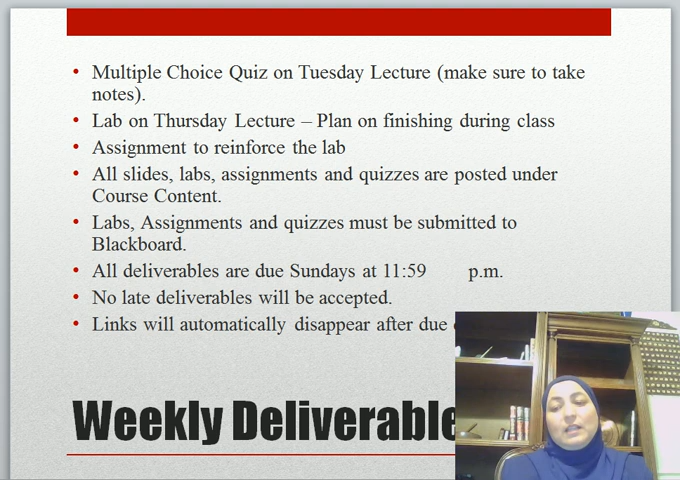 Multiple Choice Quiz on Tuesday Lecture (make sure to take
notes).
Lab on Thursday Lecture – Plan on finishing during class
Assignment to reinforce the lab
All slides, labs, assignments and quizzes are posted under
Course Content.
Labs, Assignments and quizzes must be submitted to
Blackboard.
All deliverables are due Sundays at 11:59 p.m.
No late deliverables will be accepted.
Links will automatically disappear after due
Weekly Deliverable